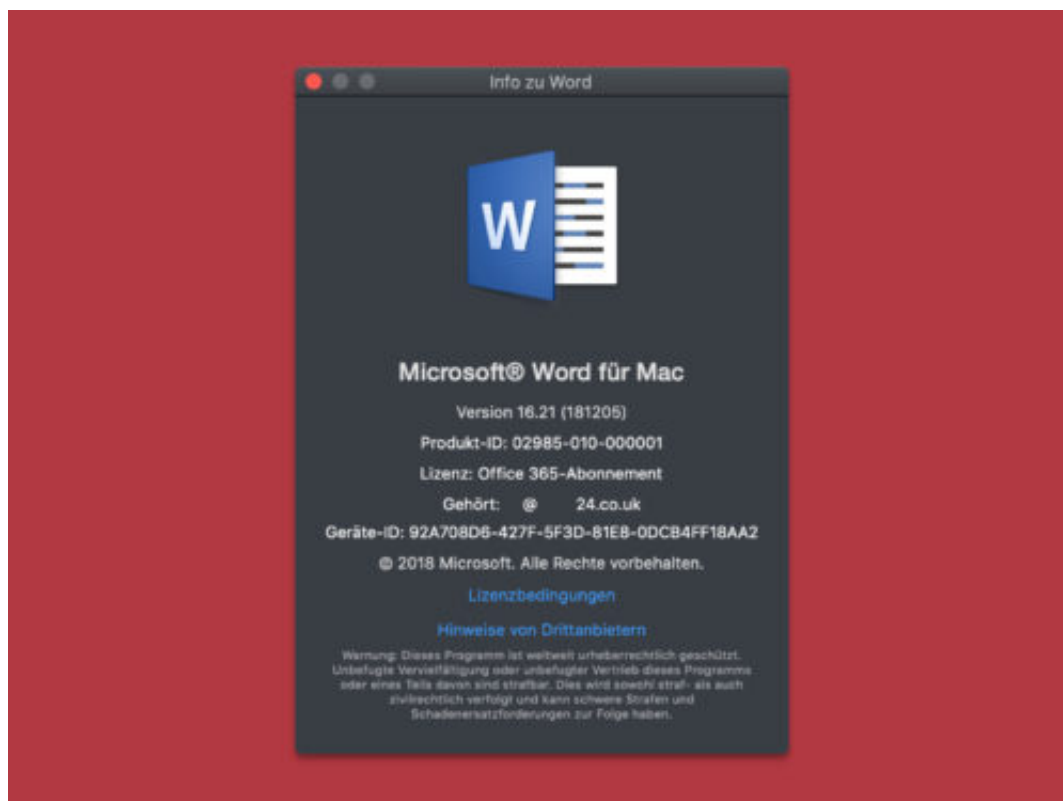 Info zu Word
W
Microsoft® Word für Mac
Version 16.21 (181205)
Produkt-ID: 02985-010-000001
Lizenz: Office 365-Abonnement
Gehört: @ 24.co.uk
Geräte-ID: 92A708D6-427F-5F3D-81E8-0DCB4FF18AA2
© 2018 Microsoft. Alle Rechte vorbehalten.
Lizenzbedingungen
Hinweise von Drittanbietern
Warnung: Dieses Programm ist weltweit urheberrechtlich geschützt.
Unbefugte Vervielfältigung oder unbefugter Vertrieb dieses Programms
oder eines Teils davon sind strafbar. Dies wird sowohl straf- als auch
zivilrechtlich verfolgt und kann schwere Strafen und
Schadenersatzforderungen zur Folge haben.